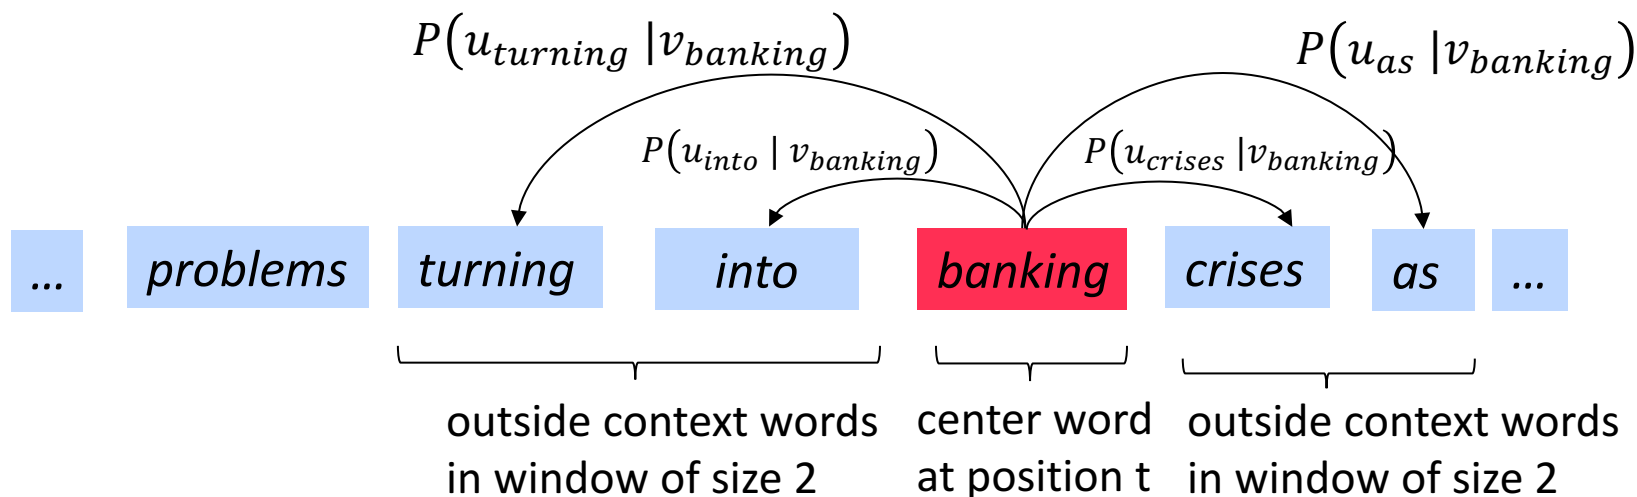 P(u_turning | v_banking) P(u_as | v_banking)
P(u_into | v_banking) P(u_crises | v_banking)
... problems turning into banking crises as ...
outside context words center word outside context words
in window of size 2 at position t in window of size 2